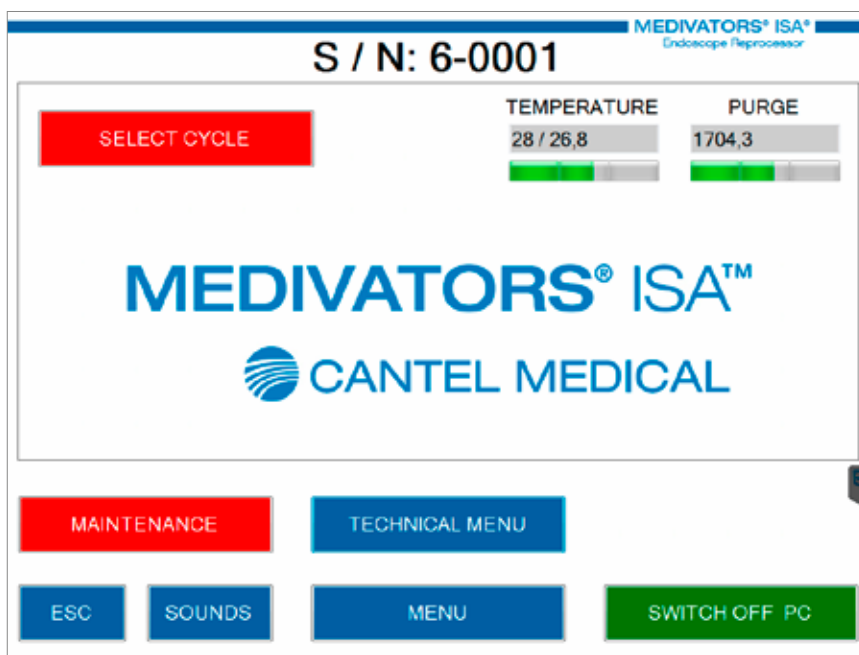 MEDIVATORS® ISA®
Endoscope Reprocessor
S / N: 6-0001
SELECT CYCLE
TEMPERATURE
PURGE
28 / 26,8
1704,3
MEDIVATORS® ISA™
CANTEL MEDICAL
MAINTENANCE
TECHNICAL MENU
ESC
SOUNDS
MENU
SWITCH OFF PC